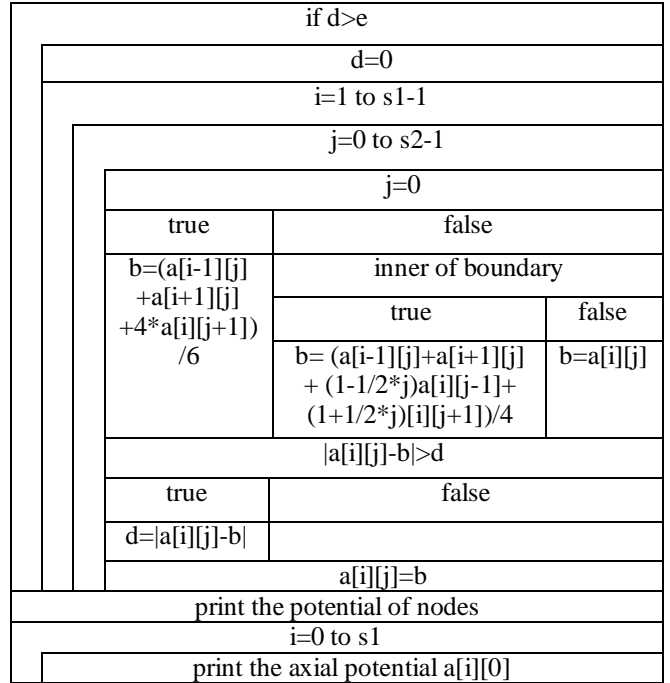 if d>e
d=0
i=1 to s1-1
j=0 to s2-1
j=0
true false
b=(a[i-1][j]
+a[i+1][j]
+4*a[i][j+1])
/6
inner of boundary
true false
b= (a[i-1][j]+a[i+1][j]
+ (1-1/2*j)a[i][j-1]+
(1+1/2*j)[i][j+1])/4
b=a[i][j]
|a[i][j]-b|>d
true false
d=|a[i][j]-b|
a[i][j]=b
print the potential of nodes
i=0 to s1
print the axial potential a[i][0]